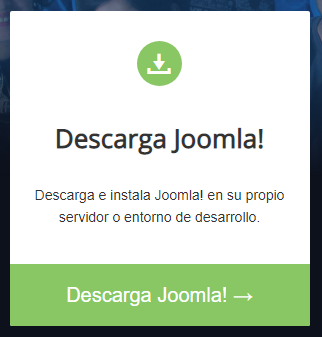 Descarga Joomla!
Descarga e instala Joomla! en su propio
servidor o entorno de desarrollo.
Descarga Joomla! →